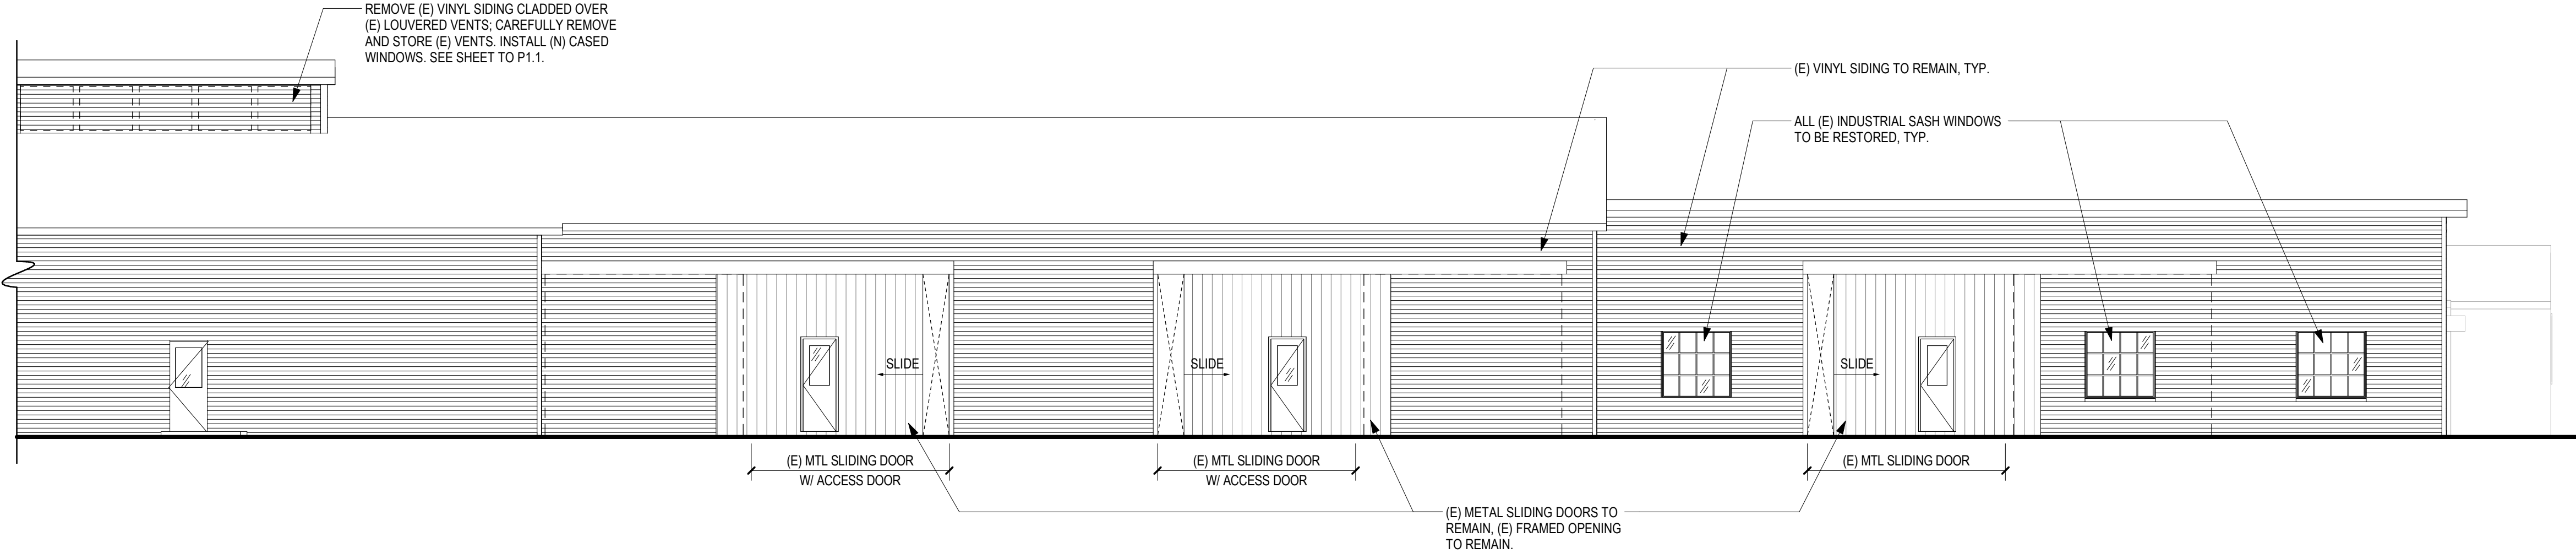 REMOVE (E) VINYL SIDING CLADDED OVER
(E) LOUVERED VENTS; CAREFULLY REMOVE
AND STORE (E) VENTS. INSTALL (N) CASED
WINDOWS. SEE SHEET TO P1.1.
(E) VINYL SIDING TO REMAIN, TYP.
ALL (E) INDUSTRIAL SASH WINDOWS
TO BE RESTORED, TYP.
SLIDE
SLIDE
SLIDE
(E) MTL SLIDING DOOR
W/ ACCESS DOOR
(E) MTL SLIDING DOOR
W/ ACCESS DOOR
(E) MTL SLIDING DOOR
(E) METAL SLIDING DOORS TO
REMAIN, (E) FRAMED OPENING
TO REMAIN.